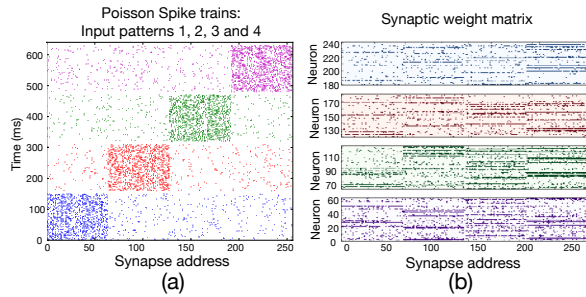 Poisson Spike trains:
Input patterns 1, 2, 3 and 4
Time (ms)
600
500
400
300
200
100
0
0 50 100 150 200 250
Synapse address
(a)
Synaptic weight matrix
Neuron
240
220
200
180
Neuron
170
150
130
Neuron
110
90
70
Neuron
60
40
20
0
0 50 100 150 200 250
Synapse address
(b)